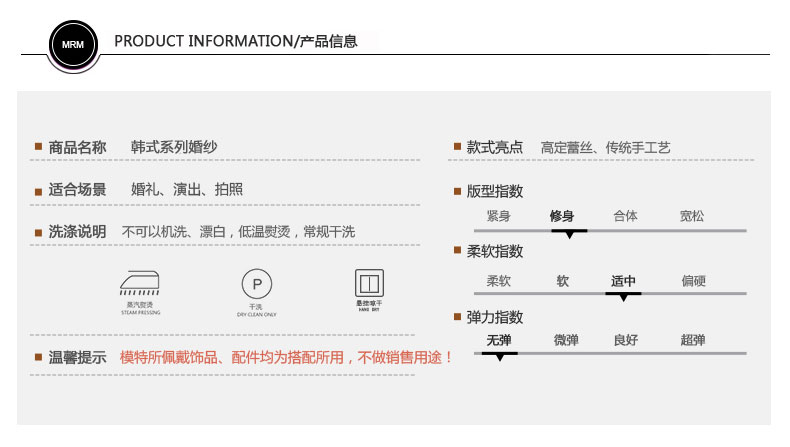 MRM
PRODUCT INFORMATION/产品信息
商品名称 韩式系列婚纱
适合场景 婚礼、演出、拍照
洗涤说明 不可以机洗、漂白，低温熨烫，常规干洗
蒸汽熨烫
STEAM PRESSING
P
干洗
DRY CLEAN ONLY
悬挂晾干
HANG DRY
温馨提示 模特所佩戴饰品、配件均为搭配所用，不做销售用途！
款式亮点 高定蕾丝、传统手工艺
版型指数
紧身 修身 合体 宽松
柔软指数
柔软 软 适中 偏硬
弹力指数
无弹 微弹 良好 超弹